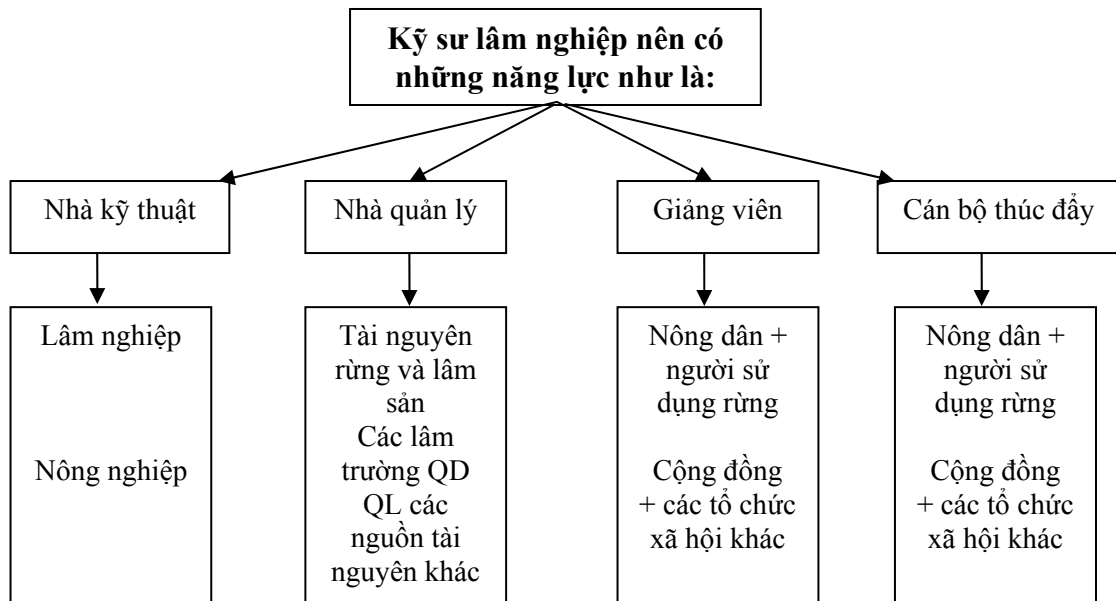 Kỹ sư lâm nghiệp nên có
những năng lực như là:
Nhà kỹ thuật
Nhà quản lý
Giảng viên
Cán bộ thúc đẩy
Lâm nghiệp
Nông nghiệp
Tài nguyên
rừng và lâm
sản
Các lâm
trường QD
QL các
nguồn tài
nguyên khác
Nông dân +
người sử
dụng rừng
Cộng đồng
+ các tổ chức
xã hội khác
Nông dân +
người sử
dụng rừng
Cộng đồng
+ các tổ chức
xã hội khác